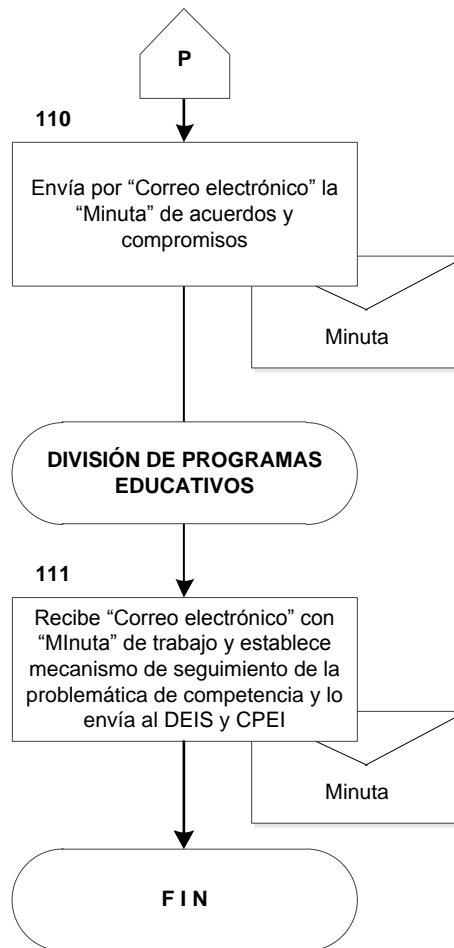 P
110
Envía por “Correo electrónico” la
“Minuta” de acuerdos y
compromisos
Minuta
DIVISIÓN DE PROGRAMAS
EDUCATIVOS
111
Recibe “Correo electrónico” con
“MInuta” de trabajo y establece
mecanismo de seguimiento de la
problemática de competencia y lo
envía al DEIS y CPEI
Minuta
F I N